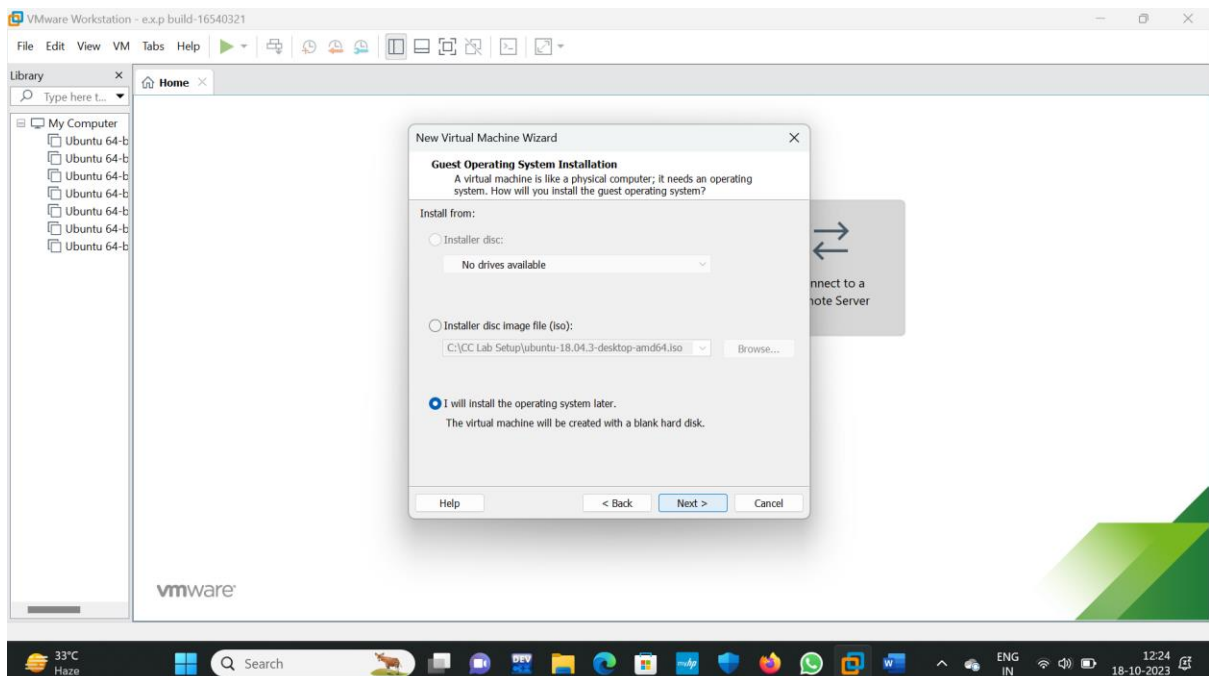 VMware Workstation - e.x.p build-16540321
File Edit View VM Tabs Help
Library
Home
Type here t...
My Computer
Ubuntu 64-b
Ubuntu 64-b
Ubuntu 64-b
Ubuntu 64-b
Ubuntu 64-b
Ubuntu 64-b
Ubuntu 64-b
New Virtual Machine Wizard
Guest Operating System Installation
A virtual machine is like a physical computer; it needs an operating
system. How will you install the guest operating system?
Install from:
Installer disc:
No drives available
Installer disc image file (iso):
C:\CC Lab Setup\ubuntu-18.04.3-desktop-amd64.iso Browse...
I will install the operating system later.
The virtual machine will be created with a blank hard disk.
Help < Back Next > Cancel
nnect to a
ote Server
vmware
33°C
Haze
Search
DEV
W
ENG
IN
12:24
18-10-2023